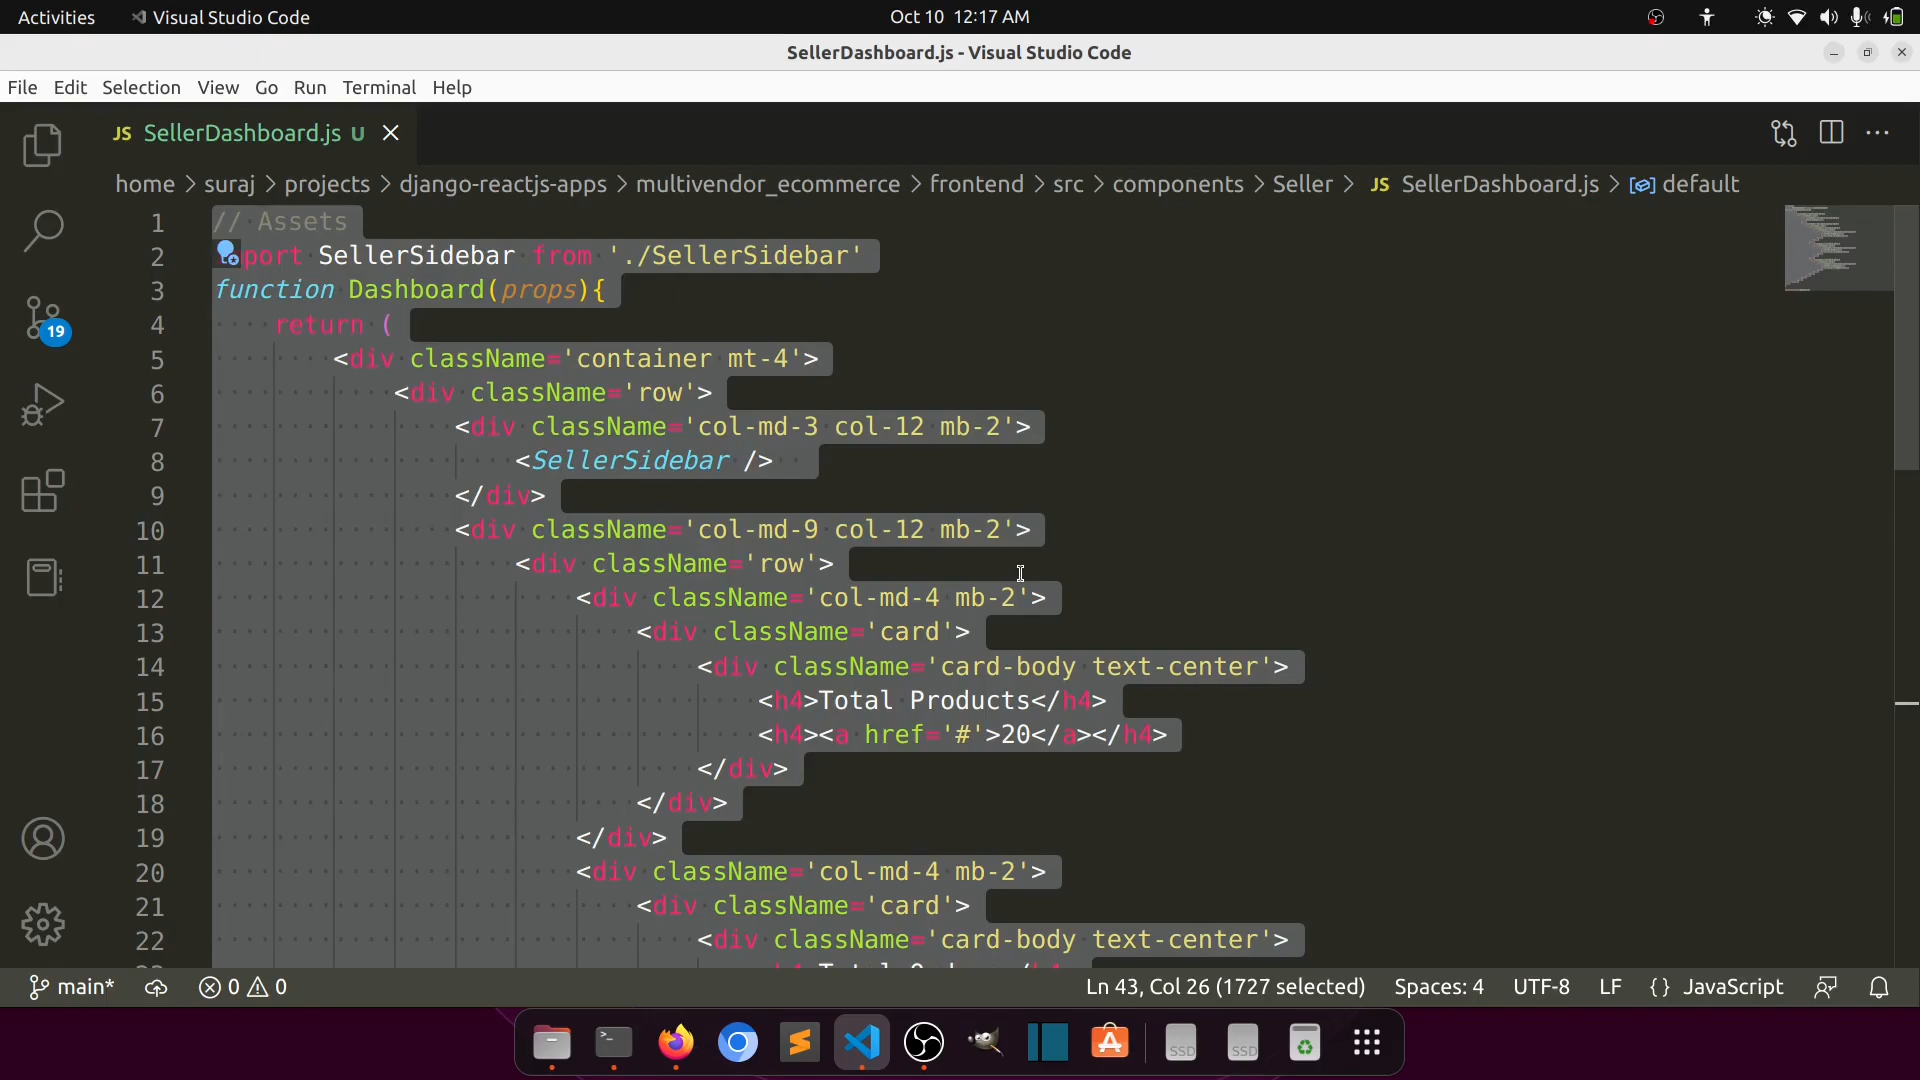 Activities Visual Studio Code Oct 10 12:17 AM
SellerDashboard.js - Visual Studio Code
File Edit Selection View Go Run Terminal Help
JS SellerDashboard.js U
home > suraj > projects > django-reactjs-apps > multivendor_ecommerce > frontend > src > components > Seller > JS SellerDashboard.js > default
1 // Assets
2 port SellerSidebar from './SellerSidebar'
3 function Dashboard(props){
4 return (
5 <div className='container mt-4'>
6 <div className='row'>
7 <div className='col-md-3 col-12 mb-2'>
8 <SellerSidebar />
9 </div>
10 <div className='col-md-9 col-12 mb-2'>
11 <div className='row'>
12 <div className='col-md-4 mb-2'>
13 <div className='card'>
14 <div className='card-body text-center'>
15 <h4>Total Products</h4>
16 <h4><a href='#'>20</a></h4>
17 </div>
18 </div>
19 </div>
20 <div className='col-md-4 mb-2'>
21 <div className='card'>
22 <div className='card-body text-center'>
19
main* 0 0 Ln 43, Col 26 (1727 selected) Spaces: 4 UTF-8 LF {} JavaScript
SSD SSD